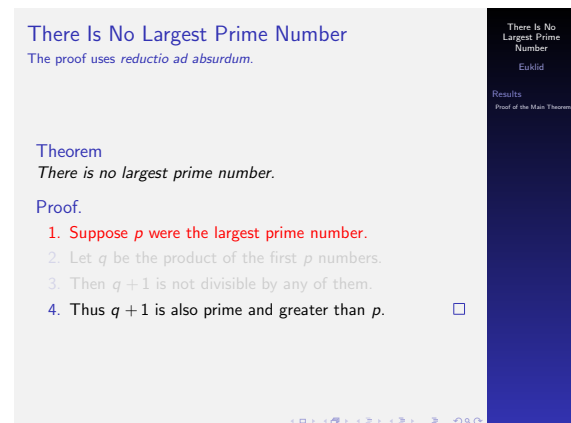 There Is No Largest Prime Number
The proof uses reductio ad absurdum.
Theorem
There is no largest prime number.
Proof.
1. Suppose p were the largest prime number.
2. Let q be the product of the first p numbers.
3. Then q + 1 is not divisible by any of them.
4. Thus q + 1 is also prime and greater than p.
There Is No
Largest Prime
Number
Euklid
Results
Proof of the Main Theorem